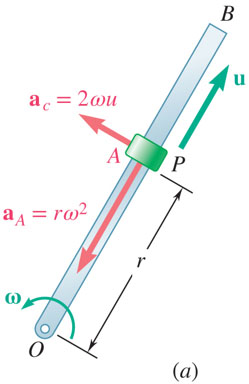 B
u
a_c = 2ωu
A
P
a_A = rω²
r
ω
O
(a)